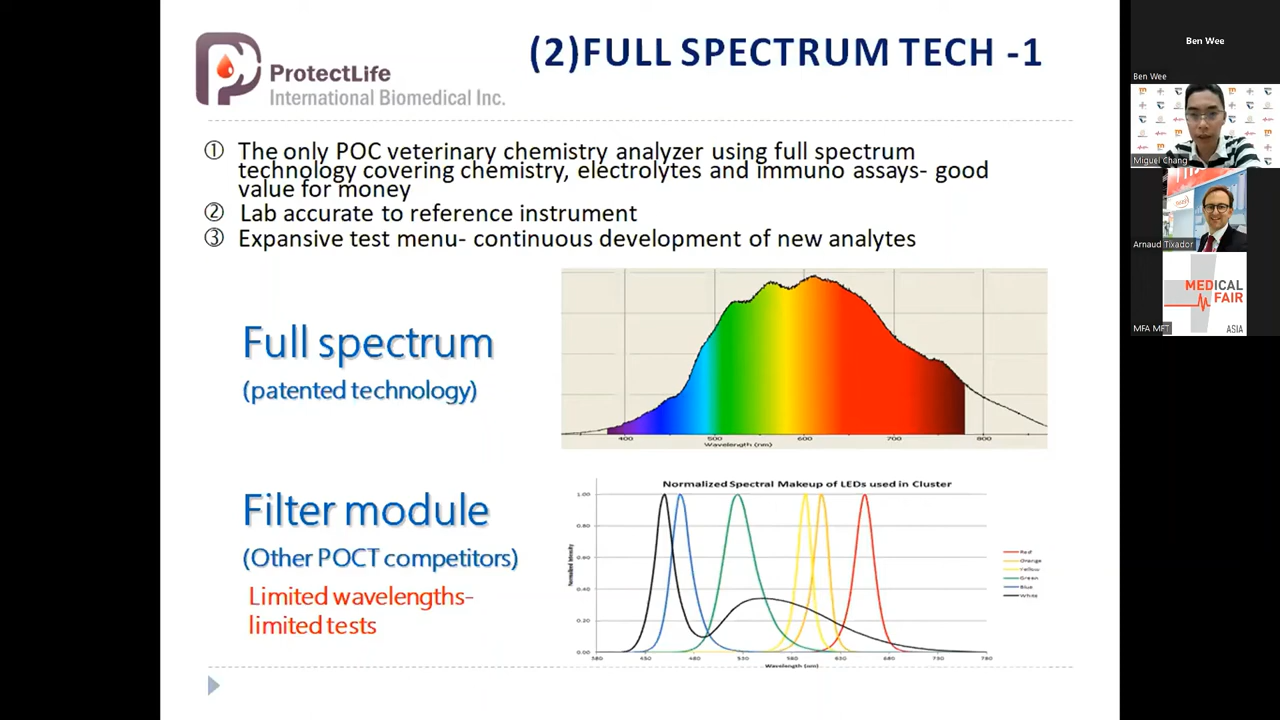 (2)FULL SPECTRUM TECH -1
ProtectLife
International Biomedical Inc.
① The only POC veterinary chemistry analyzer using full spectrum
technology covering chemistry, electrolytes and immuno assays- good
value for money
② Lab accurate to reference instrument
③ Expansive test menu- continuous development of new analytes
Full spectrum
(patented technology)
400 500 600 700 800
Wavelength (nm)
Filter module
(Other POCT competitors)
Limited wavelengths-
limited tests
Normalized Spectral Makeup of LEDs used in Cluster
1.00
0.80
0.60
0.40
0.20
0.00
Normalized Intensity
Red
Orange
Yellow
Green
Blue
White
Wavelength (nm)
Ben Wee
Ben Wee
Miguel Chang
Arnaud Tixador
MEDICAL
FAIR
ASIA
MFA MFT